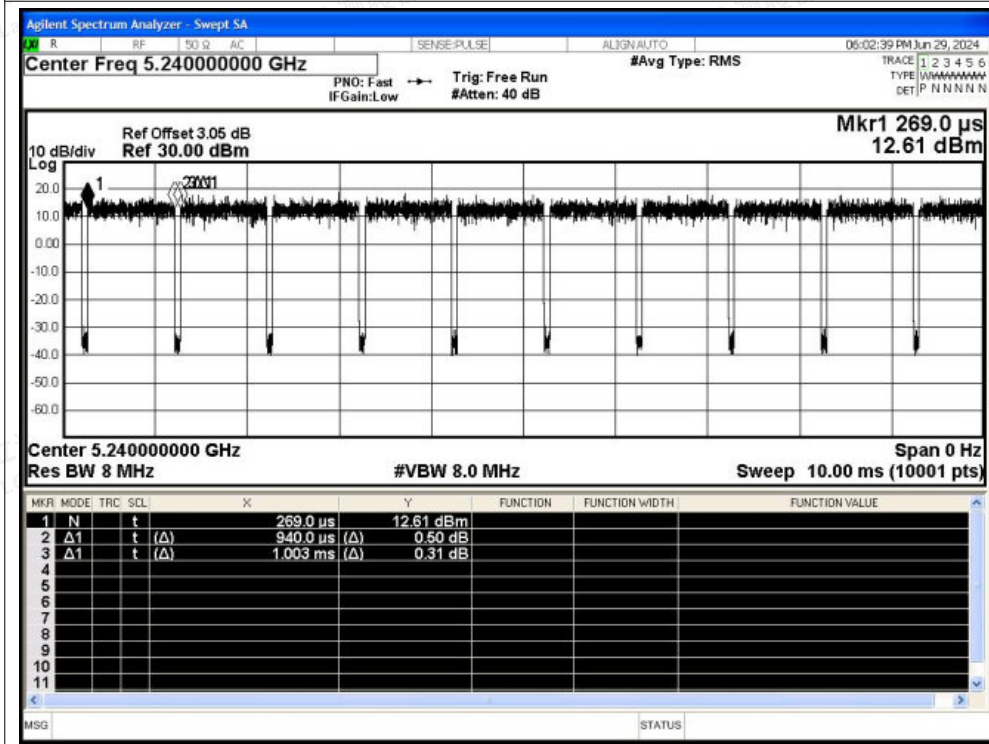 Agilent Spectrum Analyzer - Swept SA
R RF 50 Ω AC SENSE:PULSE ALIGN AUTO 06:02:39 PM Jun 29, 2024
Center Freq 5.240000000 GHz #Avg Type: RMS TRACE 1 2 3 4 5 6
PNO: Fast Trig: Free Run TYPE WWWWWW
IFGain:Low #Atten: 40 dB DET P N N N N N
Mkr1 269.0 µs
Ref Offset 3.05 dB
10 dB/div Ref 30.00 dBm 12.61 dBm
Log
1
20.0
10.0
0.00
-10.0
-20.0
-30.0
-40.0
-50.0
-60.0
Center 5.240000000 GHz Span 0 Hz
Res BW 8 MHz #VBW 8.0 MHz Sweep 10.00 ms (10001 pts)
MKR MODE TRC SCL X Y FUNCTION FUNCTION WIDTH FUNCTION VALUE
1 N t 269.0 µs 12.61 dBm
2 Δ1 t (Δ) 940.0 µs (Δ) 0.50 dB
3 Δ1 t (Δ) 1.003 ms (Δ) 0.31 dB
4
5
6
7
8
9
10
11
MSG STATUS